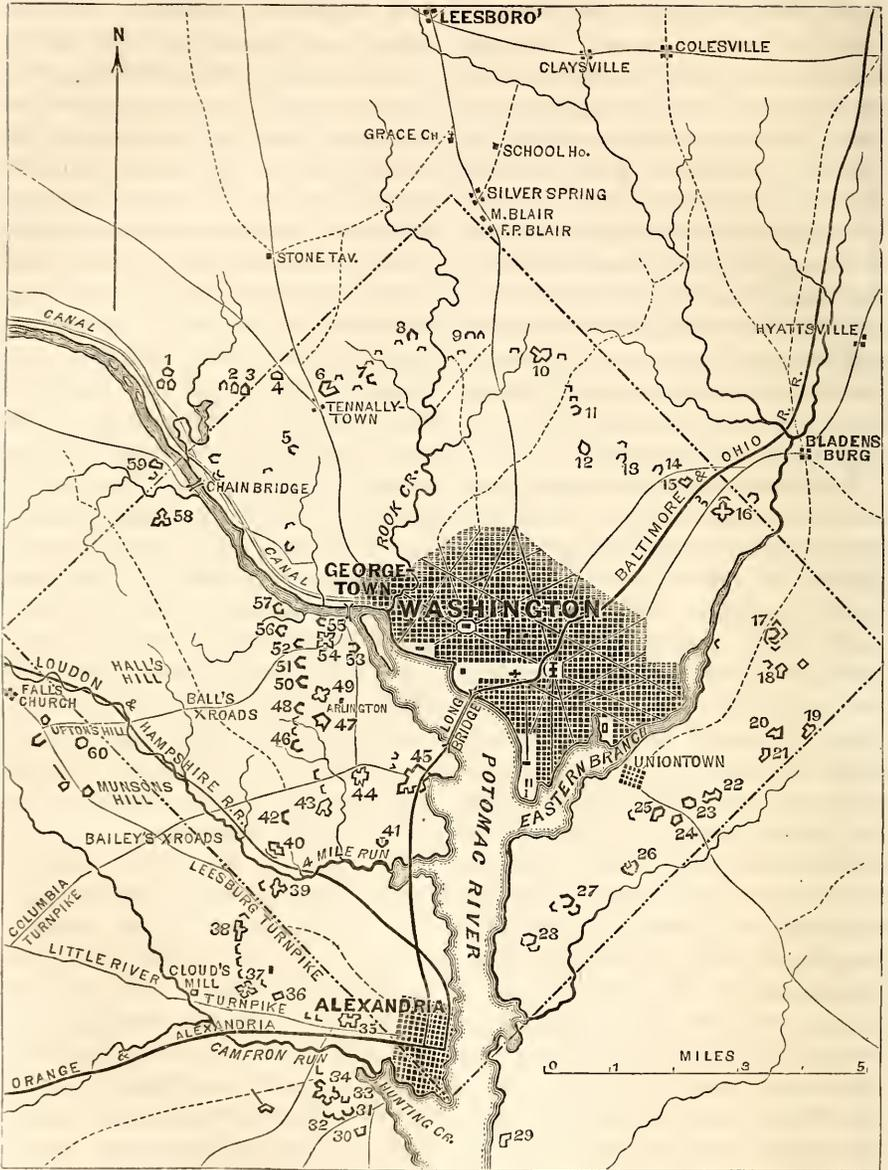 LEESBORO'
N
COLESVILLE
CLAYSVILLE
GRACE CH
SCHOOL HO.
SILVER SPRING
M. BLAIR
F.P. BLAIR
STONE TAV.
CANAL
HYATTSVILLE
8
9
1
2 3
4
6
7
10
TENNALLY-
TOWN
11
R. R.
5
12
13
14
15
BALTIMORE & OHIO
BLADENS
BURG
59
CHAIN BRIDGE
58
ROOK CR.
16
CANAL
GEORGE-
TOWN
WASHINGTON
57
56
55
54
53
52
51
50
49
48
47
46
ARLINGTON
17
18
LOUDON & HAMPSHIRE R.R.
HALL'S
HILL
FALL'S
CHURCH
BALL'S
XROADS
UPTON'S HILL
60
MUNSONS
HILL
LONG
BRIDGE
45
POTOMAC RIVER
EASTERN BRANCH
UNIONTOWN
20
19
21
22
23
24
25
26
44
43
42
41
BAILEY'S XROADS
40
4 MILE RUN
39
LEESBURG TURNPIKE
COLUMBIA
TURNPIKE
27
28
38
LITTLE RIVER
TURNPIKE
CLOUD'S
MILL
37
36
ALEXANDRIA
35
ORANGE & ALEXANDRIA
CAMFRON RUN
MILES
0 1 3 5
34
33
31
32
30
HUNTING CR.
29